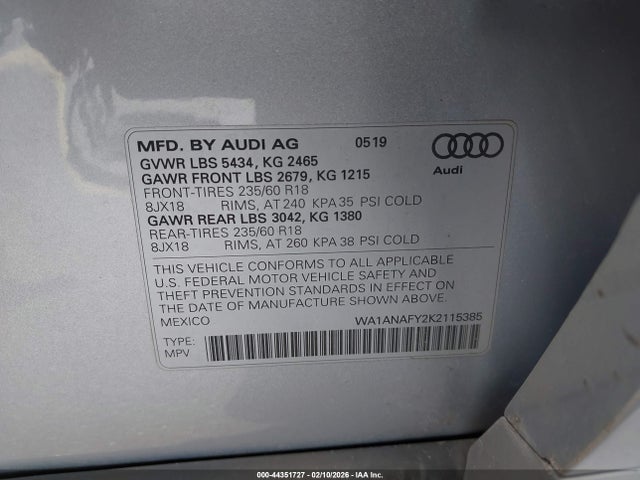 MFD. BY AUDI AG 0519
GVWR LBS 5434, KG 2465
GAWR FRONT LBS 2679, KG 1215
FRONT-TIRES 235/60 R18
8JX18 RIMS, AT 240 KPA 35 PSI COLD
GAWR REAR LBS 3042, KG 1380
REAR-TIRES 235/60 R18
8JX18 RIMS, AT 260 KPA 38 PSI COLD
Audi
THIS VEHICLE CONFORMS TO ALL APPLICABLE
U.S. FEDERAL MOTOR VEHICLE SAFETY AND
THEFT PREVENTION STANDARDS IN EFFECT ON
THE DATE OF MANUFACTURE SHOWN ABOVE.
MEXICO WA1ANAFY2K2115385
TYPE:
MPV
000-44351727 - 02/10/2026 - IAA Inc.